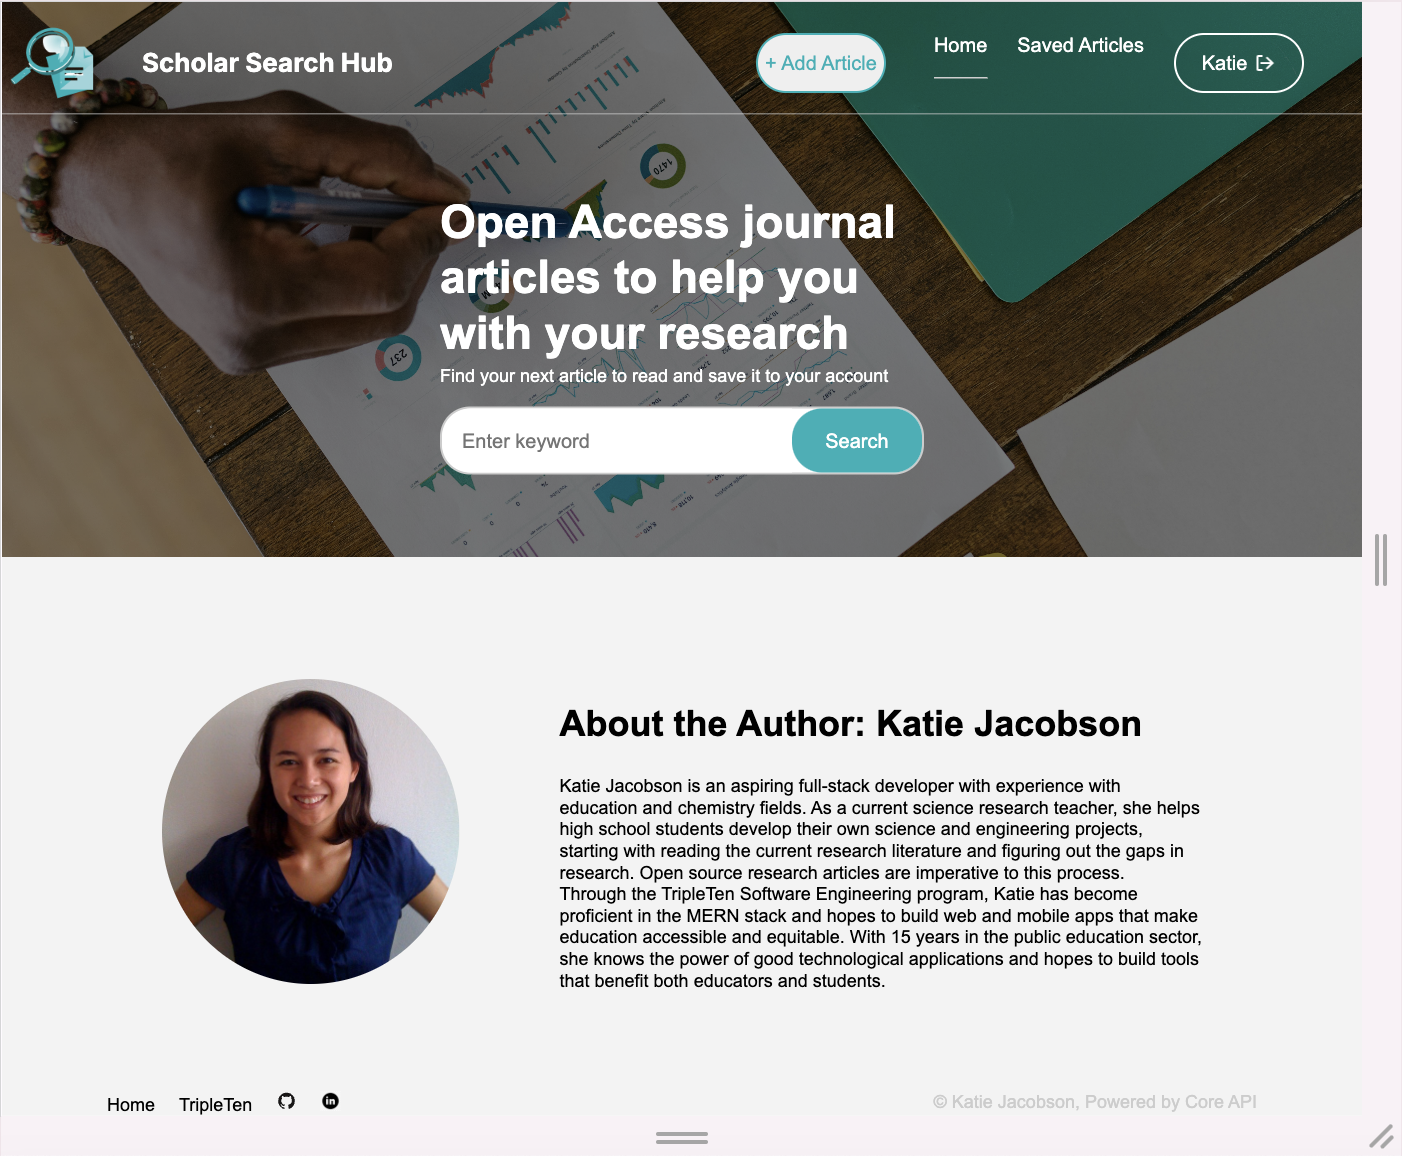 Scholar Search Hub
+ Add Article
Home
Saved Articles
Katie
1470
237
Open Access journal
articles to help you
with your research
Find your next article to read and save it to your account
Enter keyword
Search
About the Author: Katie Jacobson
Katie Jacobson is an aspiring full-stack developer with experience with
education and chemistry fields. As a current science research teacher, she helps
high school students develop their own science and engineering projects,
starting with reading the current research literature and figuring out the gaps in
research. Open source research articles are imperative to this process.
Through the TripleTen Software Engineering program, Katie has become
proficient in the MERN stack and hopes to build web and mobile apps that make
education accessible and equitable. With 15 years in the public education sector,
she knows the power of good technological applications and hopes to build tools
that benefit both educators and students.
Home
TripleTen
in
© Katie Jacobson, Powered by Core API